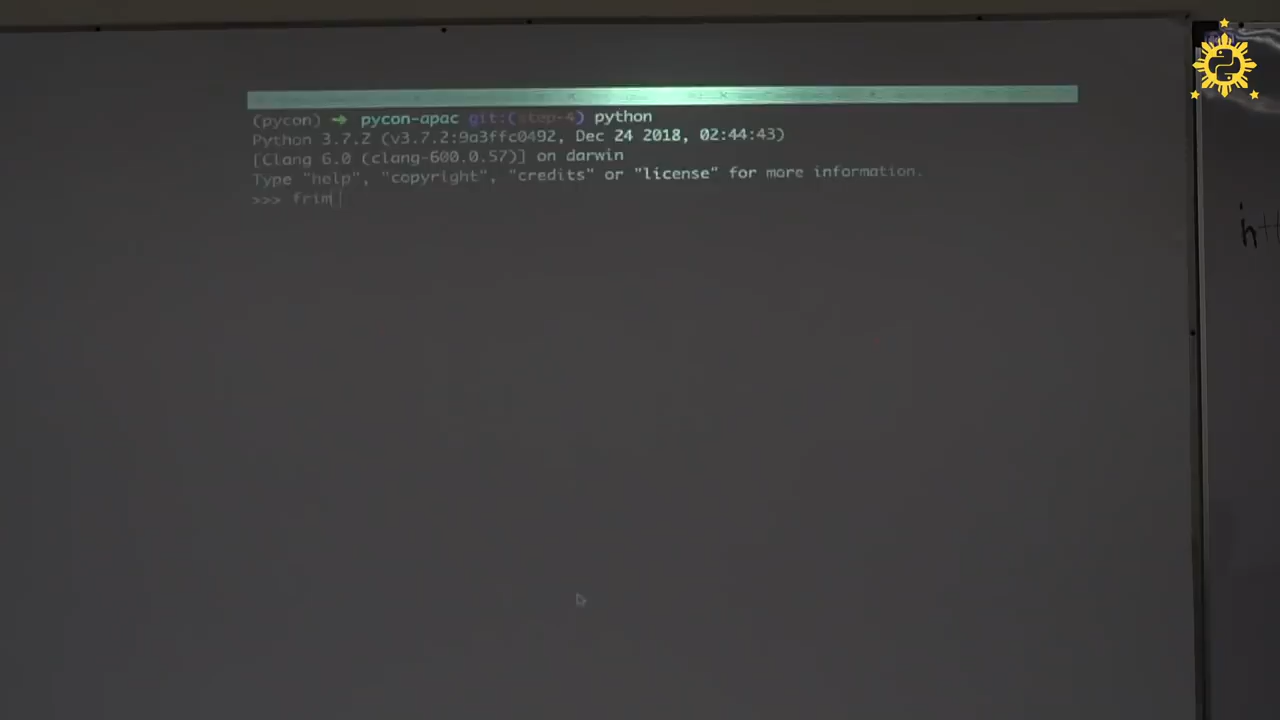 (pycon) → pycon-apac git:(step-4) python
Python 3.7.2 (v3.7.2:9a3ffc0492, Dec 24 2018, 02:44:43)
[Clang 6.0 (clang-600.0.57)] on darwin
Type "help", "copyright", "credits" or "license" for more information.
>>> frim